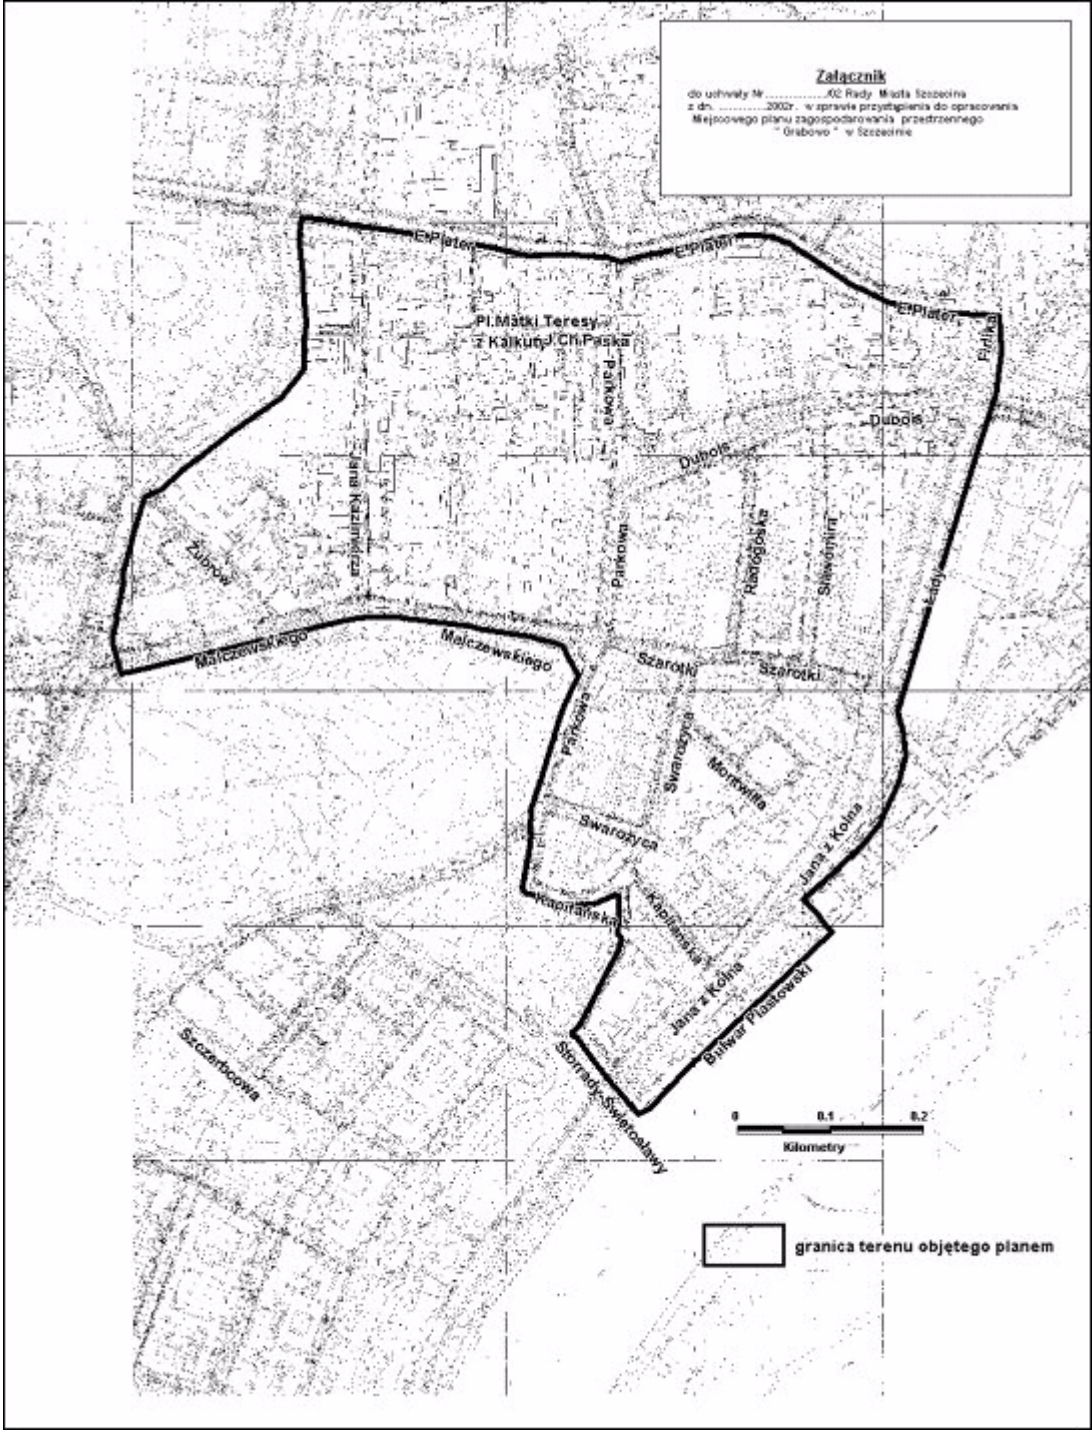 Załącznik
do uchwały Nr ............./02 Rady Miasta Szczecina
z dn. ............2002r. w sprawie przystąpienia do opracowania
Miejscowego planu zagospodarowania przestrzennego
"Grabowo" w Szczecinie
E.Plater
E.Plater
E.Plater
Firlika
Pl.Matki Teresy
z Kalkuty
J.Ch.Paska
Parkowa
Dubois
Dubois
Jana Kazimierza
Parkowa
Radogoska
Sławomira
Żubrów
Łady
Malczewskiego
Malczewskiego
Szarotki
Szarotki
Parkowa
Swarożyca
Montwiłła
Swarożyca
Jana z Kolna
Kapitańska
Kapitańska
Jana z Kolna
Bulwar Piastowski
Szczerbcowa
Storrady-Świętosławy
0 0.1 0.2
Kilometry
granica terenu objętego planem